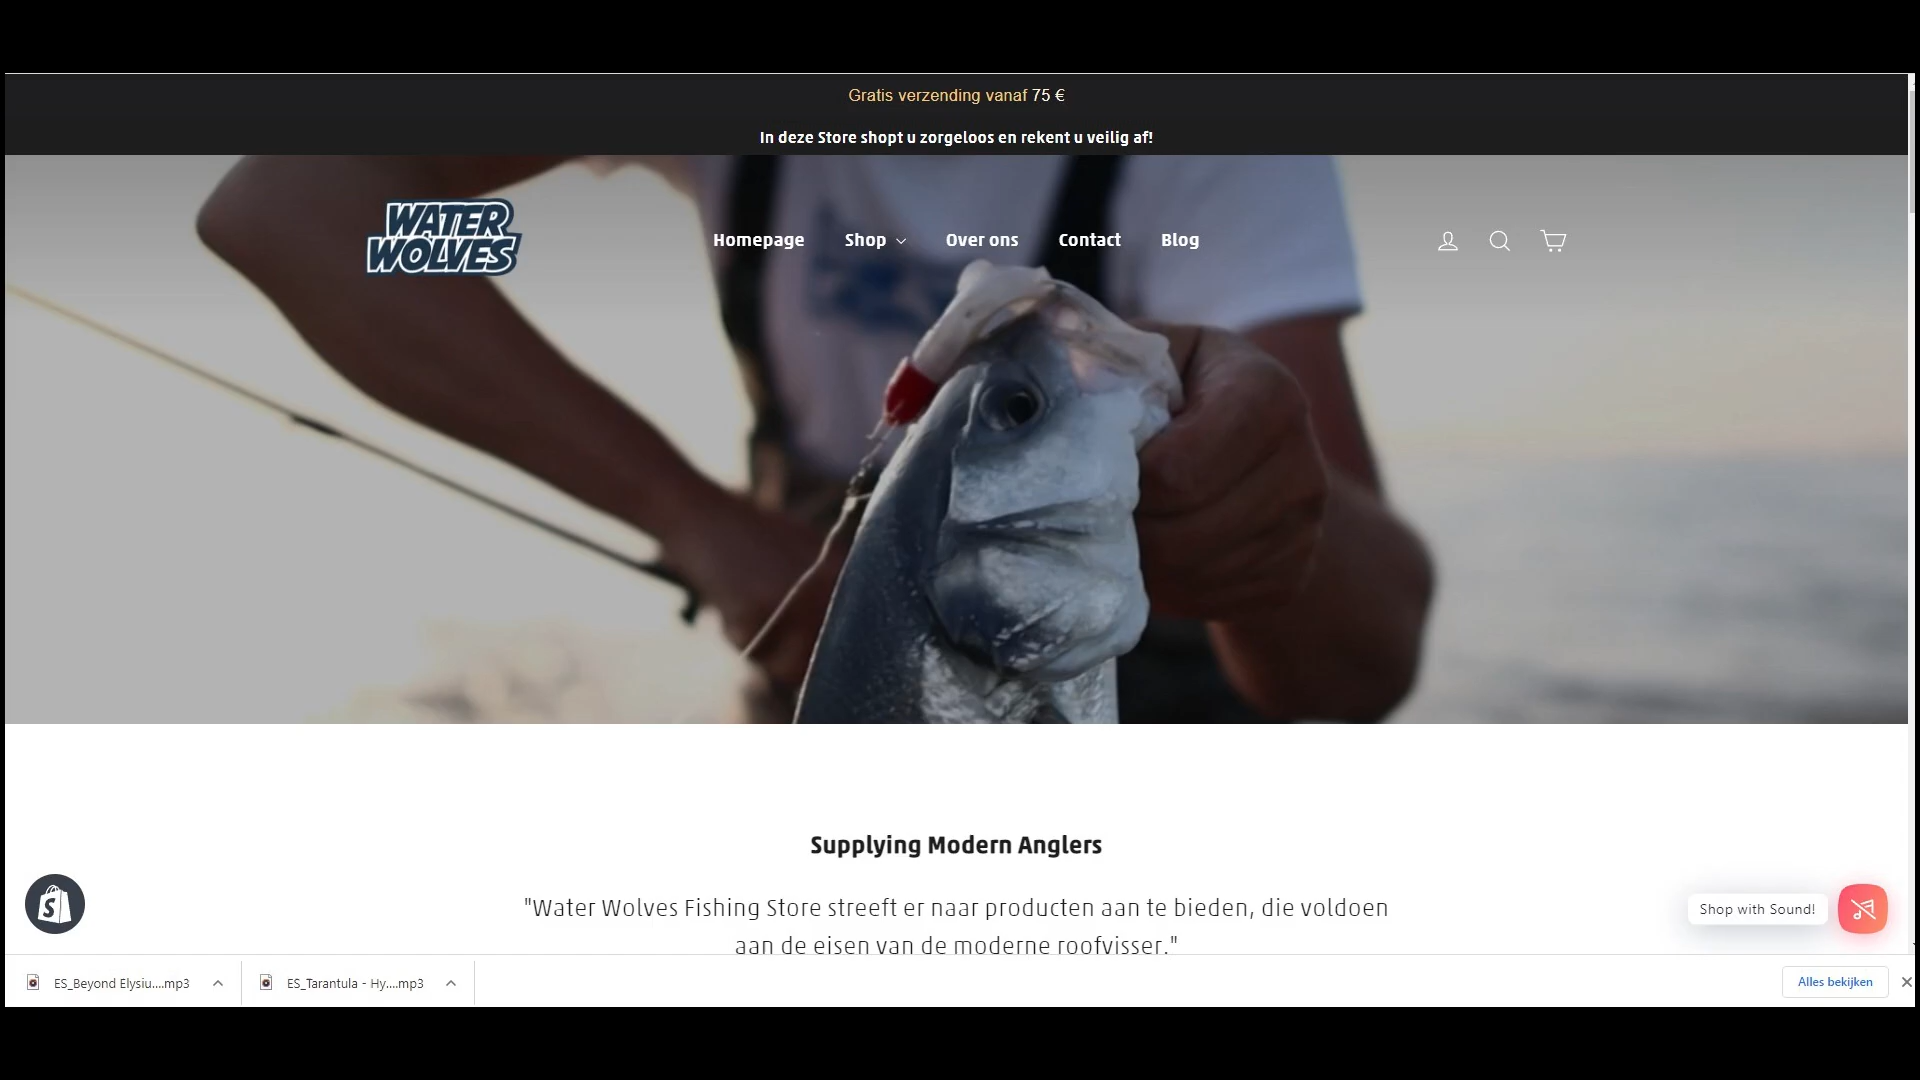 Gratis verzending vanaf 75 €
In deze Store shopt u zorgeloos en rekent u veilig af!
WATER
WOLVES
Homepage Shop Over ons Contact Blog
Supplying Modern Anglers
"Water Wolves Fishing Store streeft er naar producten aan te bieden, die voldoen
aan de eisen van de moderne roofvisser."
Shop with Sound!
ES_Beyond Elysiu....mp3 ES_Tarantula - Hy....mp3 Alles bekijken